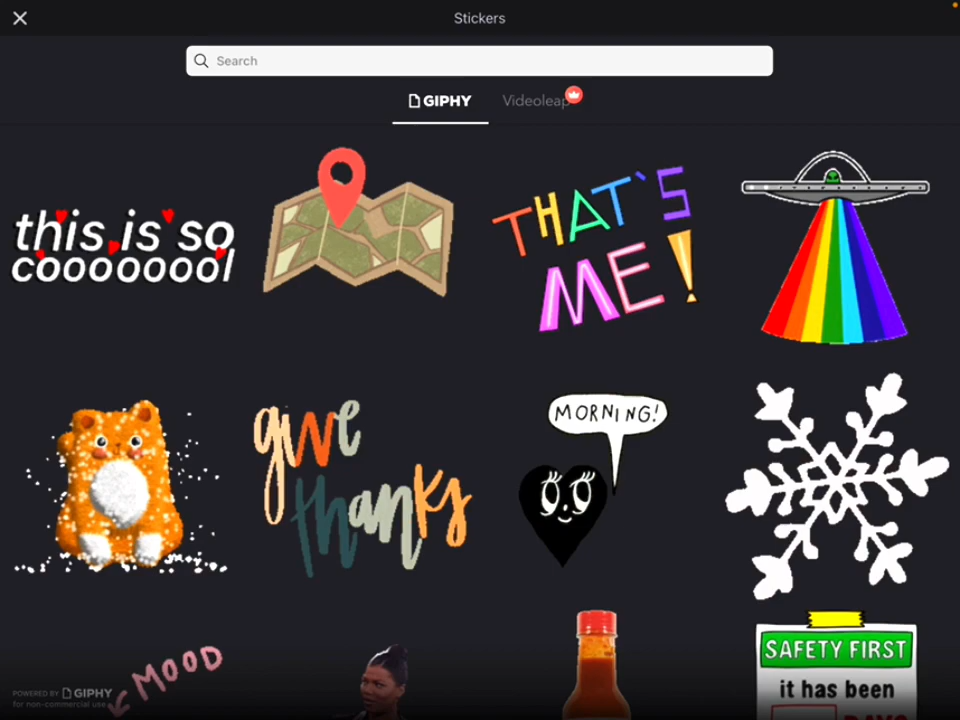 Stickers
Search
GIPHY
Videoleap
this is so
cooooooool
THAT'S
ME!
give
thanks
MORNING!
MOOD
SAFETY FIRST
it has been
DAYS
POWERED BY GIPHY
for non-commercial use